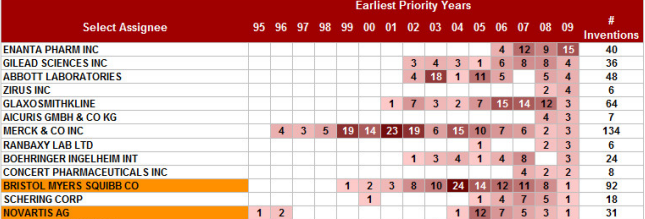 Earliest Priority Years
Select Assignee 95 96 97 98 99 00 01 02 03 04 05 06 07 08 09 # Inventions
ENANTA PHARM INC 4 12 9 15 40
GILEAD SCIENCES INC 3 4 3 1 6 8 8 4 36
ABBOTT LABORATORIES 4 18 1 11 5 5 4 48
ZIRUS INC 2 4 6
GLAXOSMITHKLINE 1 7 3 2 7 15 14 12 3 64
AICURIS GMBH & CO KG 4 3 7
MERCK & CO INC 4 3 5 19 14 23 19 6 15 10 7 6 2 3 134
RANBAXY LAB LTD 1 2 3 6
BOEHRINGER INGELHEIM INT 1 3 4 1 4 8 3 24
CONCERT PHARMACEUTICALS INC 4 2 2 8
BRISTOL MYERS SQUIBB CO 1 2 3 8 10 24 14 12 11 8 1 92
SCHERING CORP 1 1 4 7 5 1 18
NOVARTIS AG 1 2 1 12 7 5 3 1 31